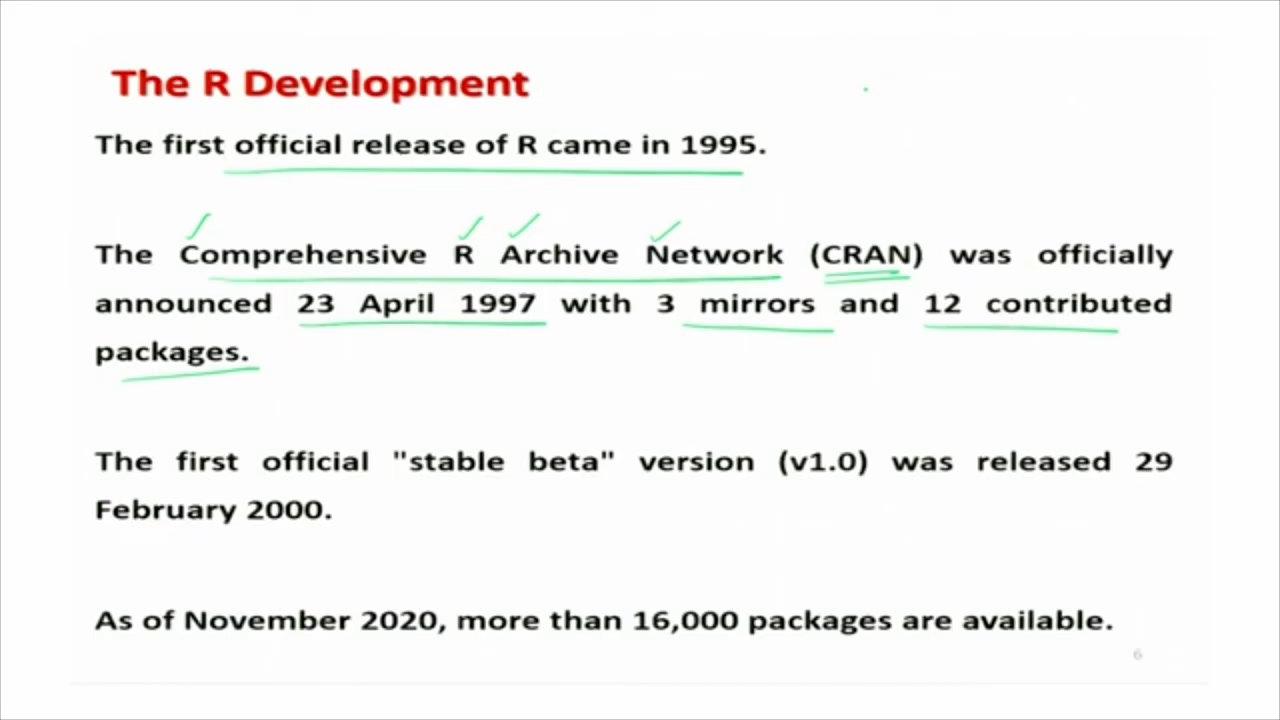 The R Development
The first official release of R came in 1995.
The Comprehensive R Archive Network (CRAN) was officially
announced 23 April 1997 with 3 mirrors and 12 contributed
packages.
The first official "stable beta" version (v1.0) was released 29
February 2000.
As of November 2020, more than 16,000 packages are available.
6